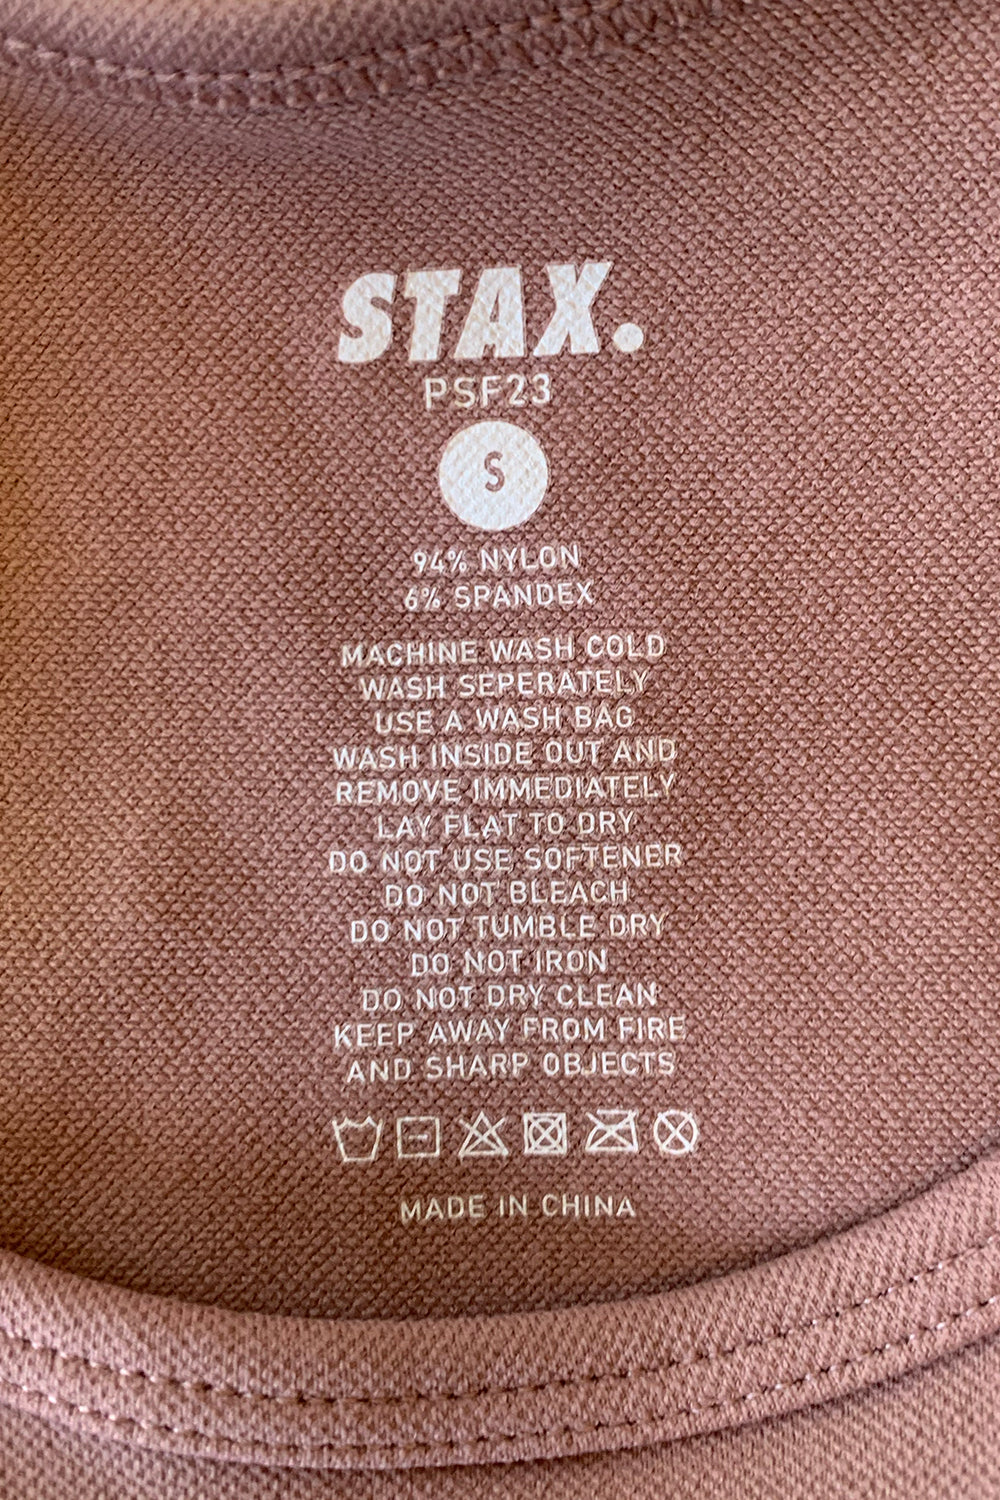 STAX.
PSF23
S
94% NYLON
6% SPANDEX
MACHINE WASH COLD
WASH SEPERATELY
USE A WASH BAG
WASH INSIDE OUT AND
REMOVE IMMEDIATELY
LAY FLAT TO DRY
DO NOT USE SOFTENER
DO NOT BLEACH
DO NOT TUMBLE DRY
DO NOT IRON
DO NOT DRY CLEAN
KEEP AWAY FROM FIRE
AND SHARP OBJECTS
MADE IN CHINA